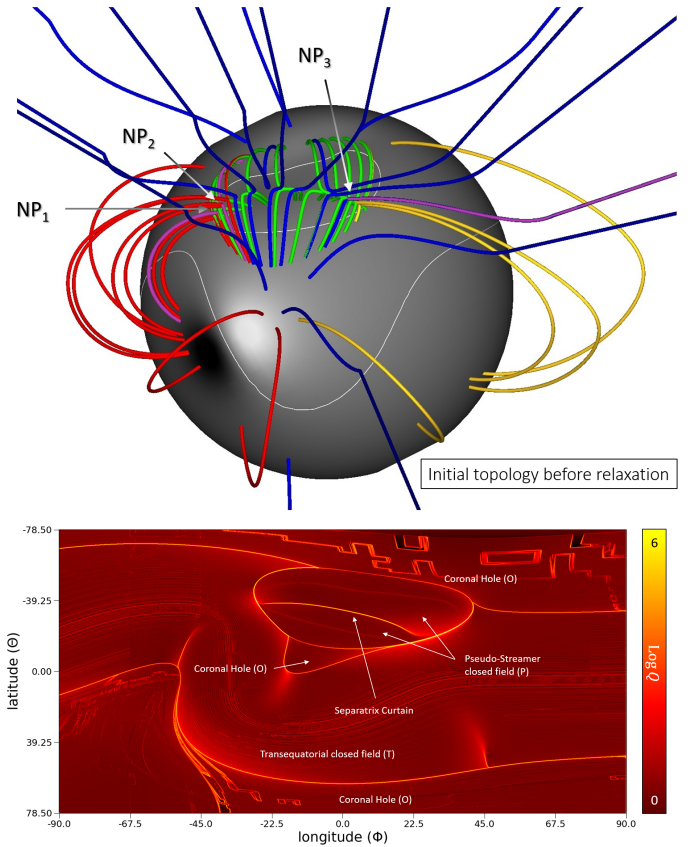 NP3
NP2
NP1
Initial topology before relaxation
-78.50
-39.25
0.00
39.25
78.50
latitude (Θ)
Coronal Hole (O)
Pseudo-Streamer
closed field (P)
Coronal Hole (O)
Separatrix Curtain
Transequatorial closed field (T)
Coronal Hole (O)
-90.0 -67.5 -45.0 -22.5 0.0 22.5 45.0 67.5 90.0
longitude (Φ)
6
Log Q
0